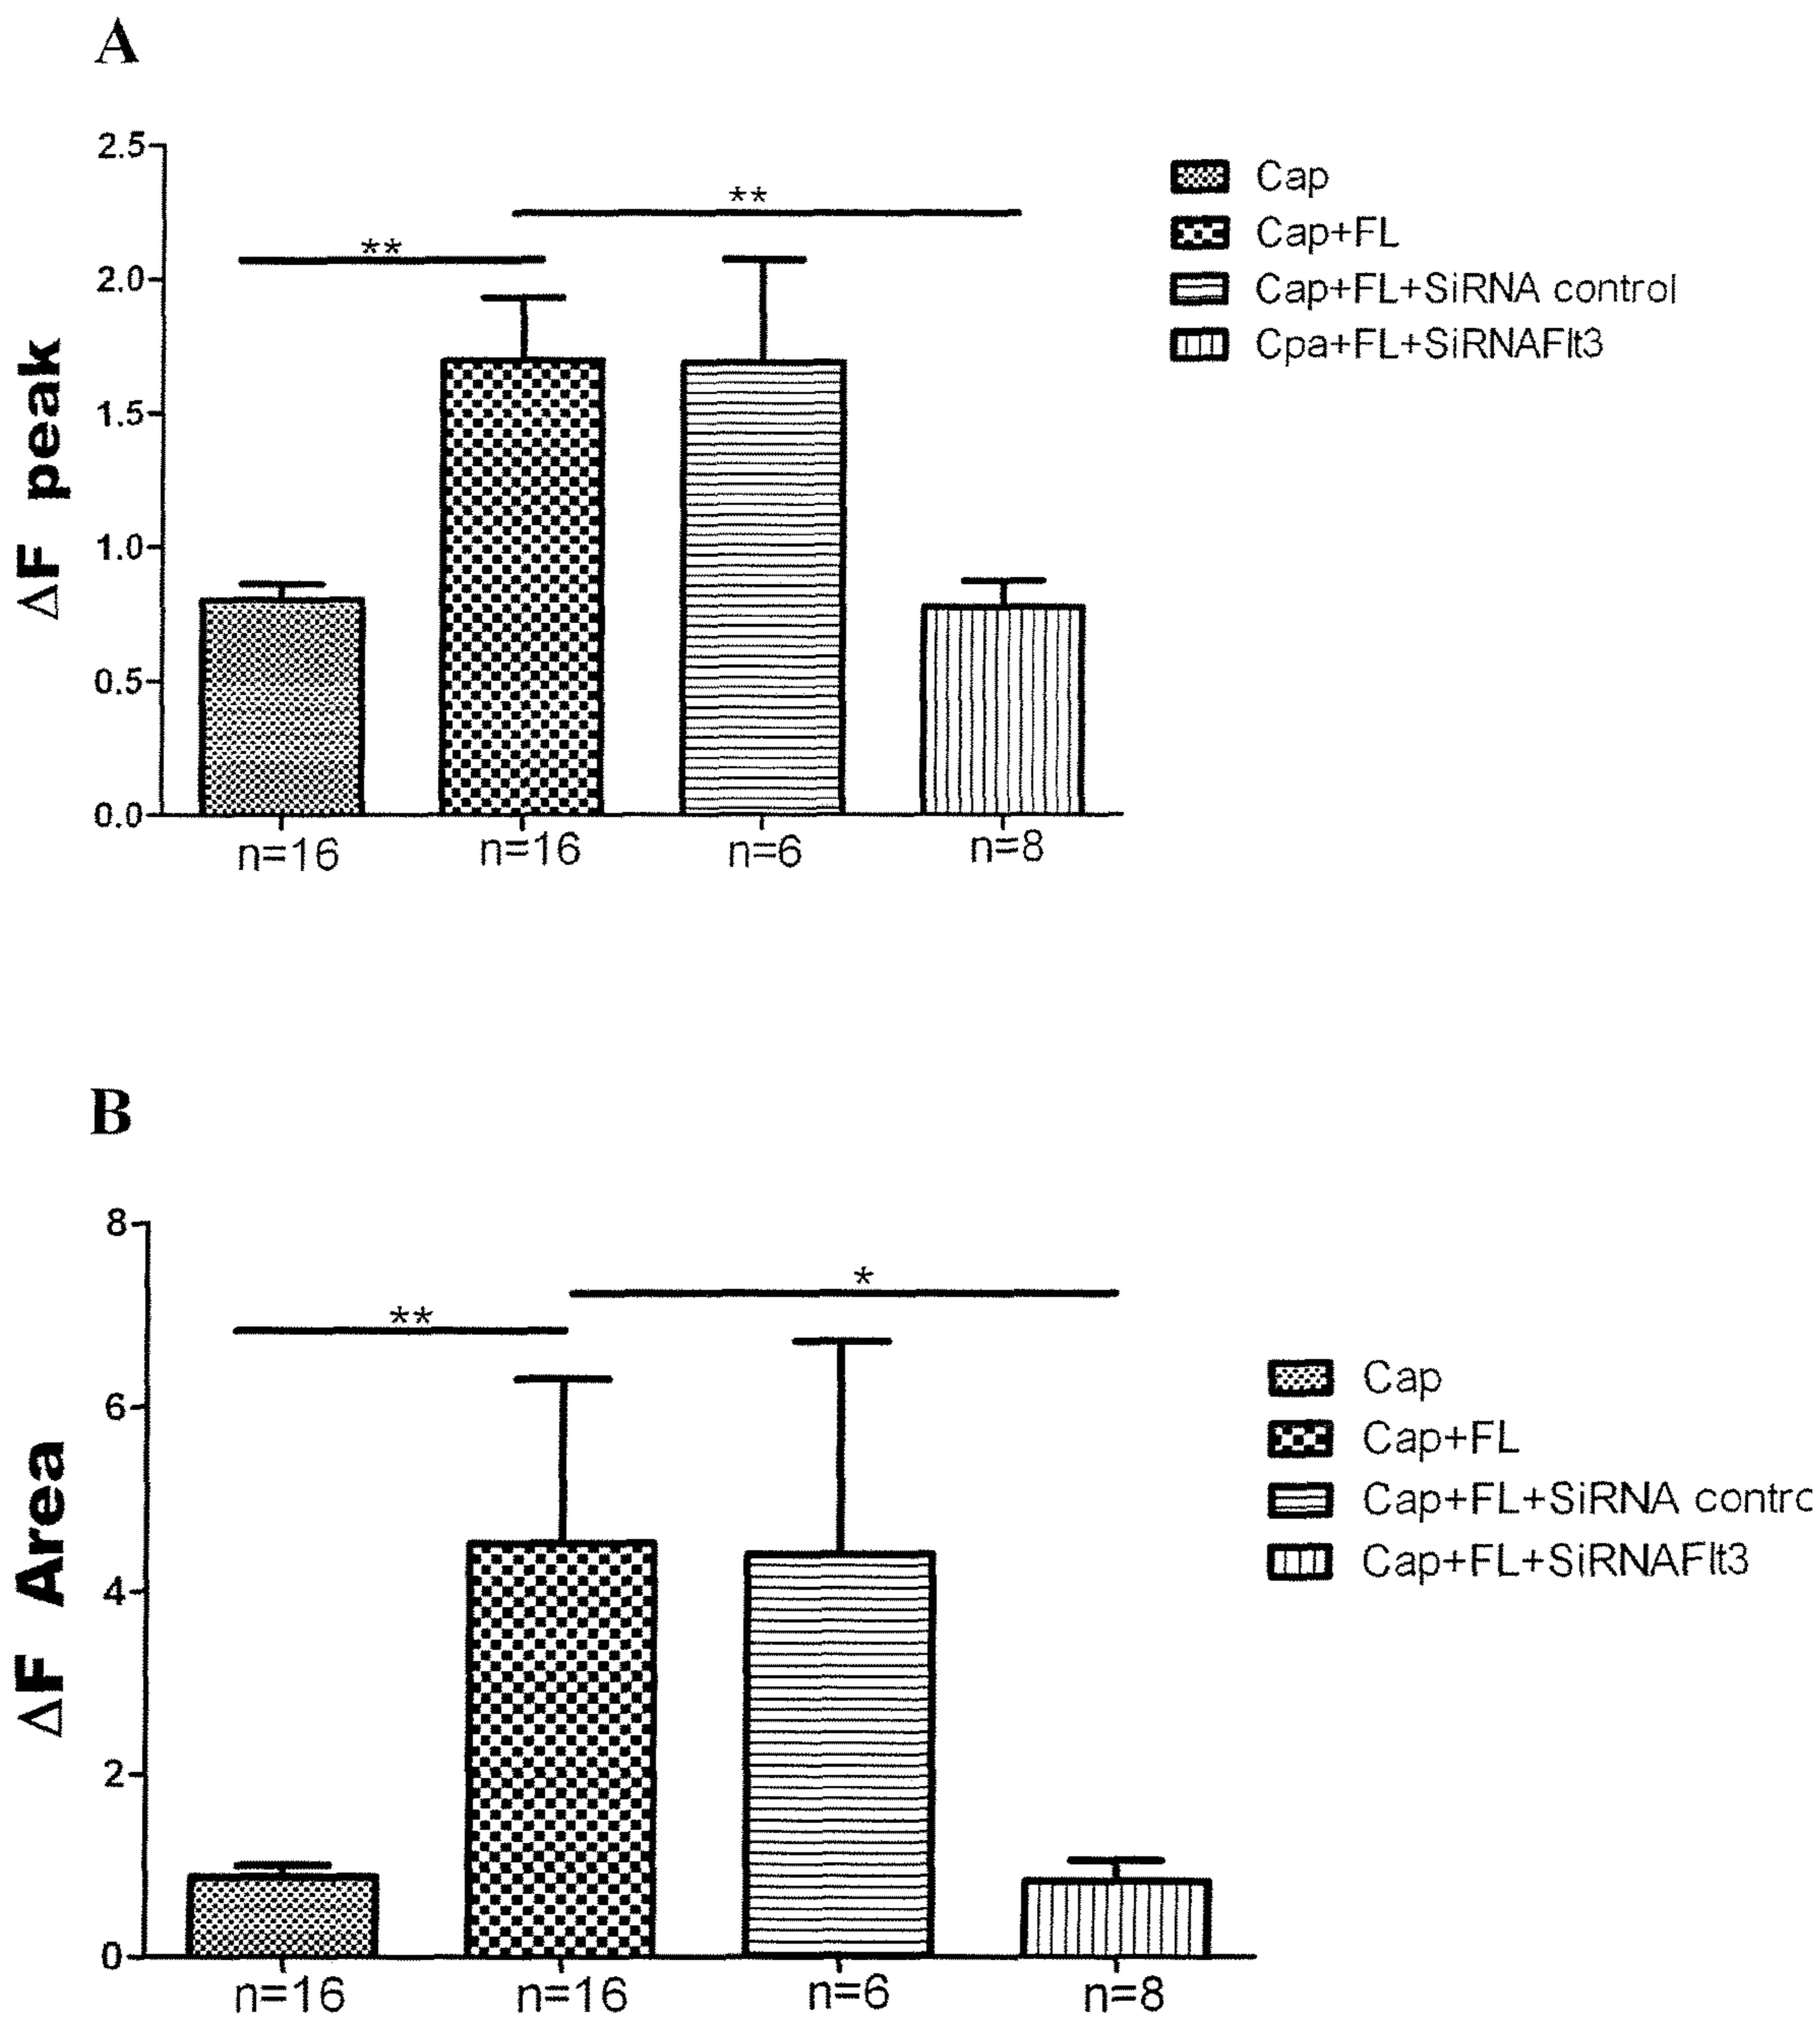 A
2.5
2.0
1.5
1.0
0.5
0.0
ΔF peak
**
**
n=16
n=16
n=6
n=8
Cap
Cap+FL
Cap+FL+SiRNA control
Cpa+FL+SiRNAFlt3
B
8
6
4
2
0
ΔF Area
**
*
n=16
n=16
n=6
n=8
Cap
Cap+FL
Cap+FL+SiRNA contrc
Cap+FL+SiRNAFlt3